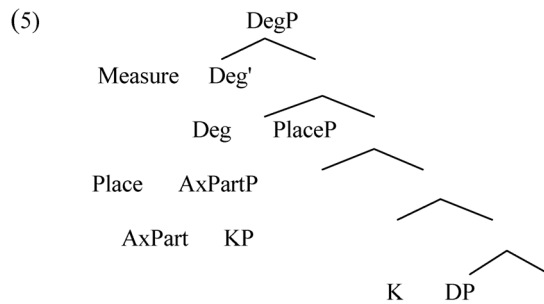 (5) DegP
Measure Deg'
Deg PlaceP
Place AxPartP
AxPart KP
K DP